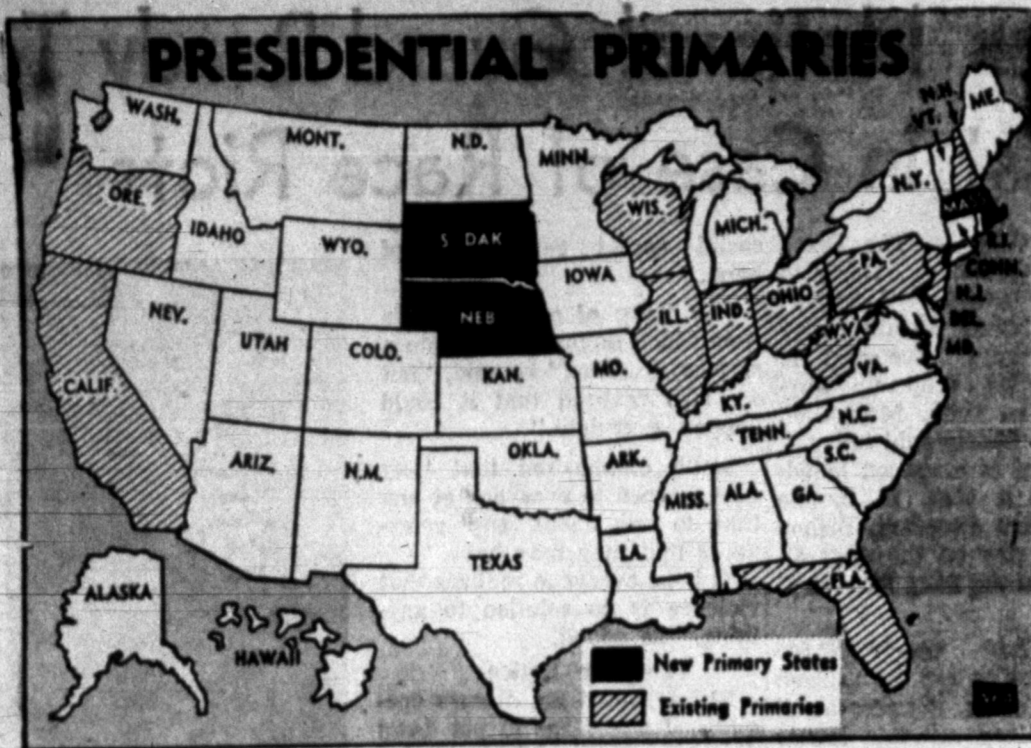 PRESIDENTIAL PRIMARIES
WASH.
MONT.
N.D.
MINN.
N.H.
VT.
ME.
ORE.
IDAHO
WYO.
S. DAK
WIS.
MICH.
N.Y.
MASS.
R.I.
CONN.
NEV.
UTAH
COLO.
NEB
IOWA
ILL.
IND.
OHIO
PA.
N.J.
DEL.
MD.
CALIF.
KAN.
MO.
KY.
W.VA.
VA.
ARIZ.
N.M.
OKLA.
ARK.
TENN.
N.C.
S.C.
MISS.
ALA.
GA.
TEXAS
LA.
FLA.
ALASKA
HAWAII
New Primary States
Existing Primaries